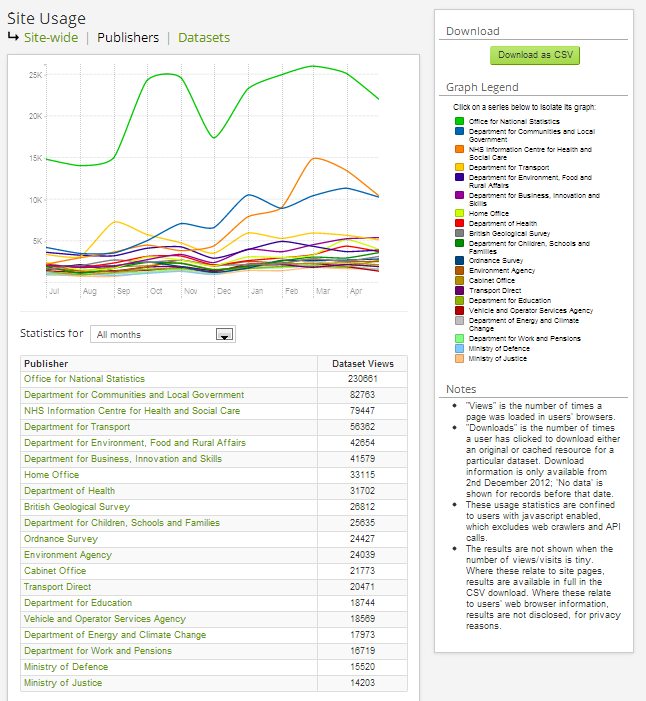 Site Usage
Site-wide | Publishers | Datasets
25K
20K
15K
10K
5K
Jul Aug Sep Oct Nov Dec Jan Feb Mar Apr
Statistics for All months
Publisher Dataset Views
Office for National Statistics 230661
Department for Communities and Local Government 82763
NHS Information Centre for Health and Social Care 79447
Department for Transport 56362
Department for Environment, Food and Rural Affairs 42654
Department for Business, Innovation and Skills 41579
Home Office 33115
Department of Health 31702
British Geological Survey 26812
Department for Children, Schools and Families 25635
Ordnance Survey 24427
Environment Agency 24039
Cabinet Office 21773
Transport Direct 20471
Department for Education 18744
Vehicle and Operator Services Agency 18569
Department of Energy and Climate Change 17973
Department for Work and Pensions 16719
Ministry of Defence 15520
Ministry of Justice 14203
Download
Download as CSV
Graph Legend
Click on a series below to isolate its graph:
Office for National Statistics
Department for Communities and Local
Government
NHS Information Centre for Health and
Social Care
Department for Transport
Department for Environment, Food and
Rural Affairs
Department for Business, Innovation and
Skills
Home Office
Department of Health
British Geological Survey
Department for Children, Schools and
Families
Ordnance Survey
Environment Agency
Cabinet Office
Transport Direct
Department for Education
Vehicle and Operator Services Agency
Department of Energy and Climate
Change
Department for Work and Pensions
Ministry of Defence
Ministry of Justice
Notes
• "Views" is the number of times a
page was loaded in users' browsers.
• "Downloads" is the number of times
a user has clicked to download either
an original or cached resource for a
particular dataset. Download
information is only available from
2nd December 2012; 'No data' is
shown for records before that date.
• These usage statistics are confined
to users with javascript enabled,
which excludes web crawlers and API
calls.
• The results are not shown when the
number of views/visits is tiny.
Where these relate to site pages,
results are available in full in the
CSV download. Where these relate
to users' web browser information,
results are not disclosed, for privacy
reasons.